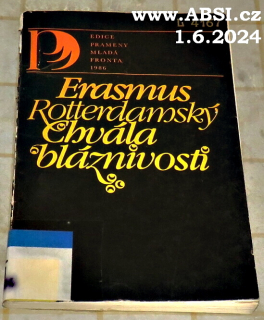 www.ABSI.cz
1.6.2024
EDICE
PRAMENY
MLADÁ
FRONTA
1986
Erasmus
Rotterdamský
Chvála
bláznivosti